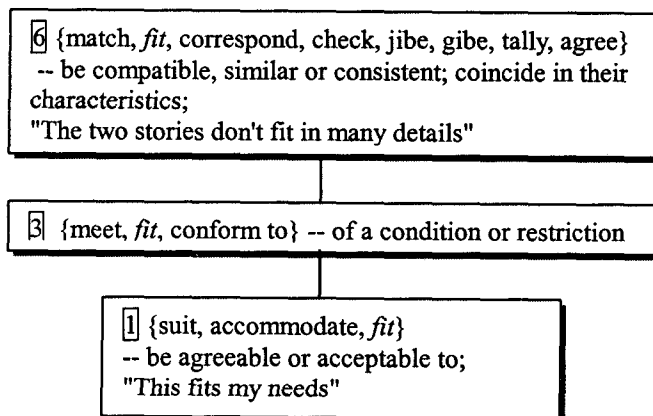 6 {match, fit, correspond, check, jibe, gibe, tally, agree}
-- be compatible, similar or consistent; coincide in their
characteristics;
"The two stories don't fit in many details"
3 {meet, fit, conform to} -- of a condition or restriction
1 {suit, accommodate, fit}
-- be agreeable or acceptable to;
"This fits my needs"